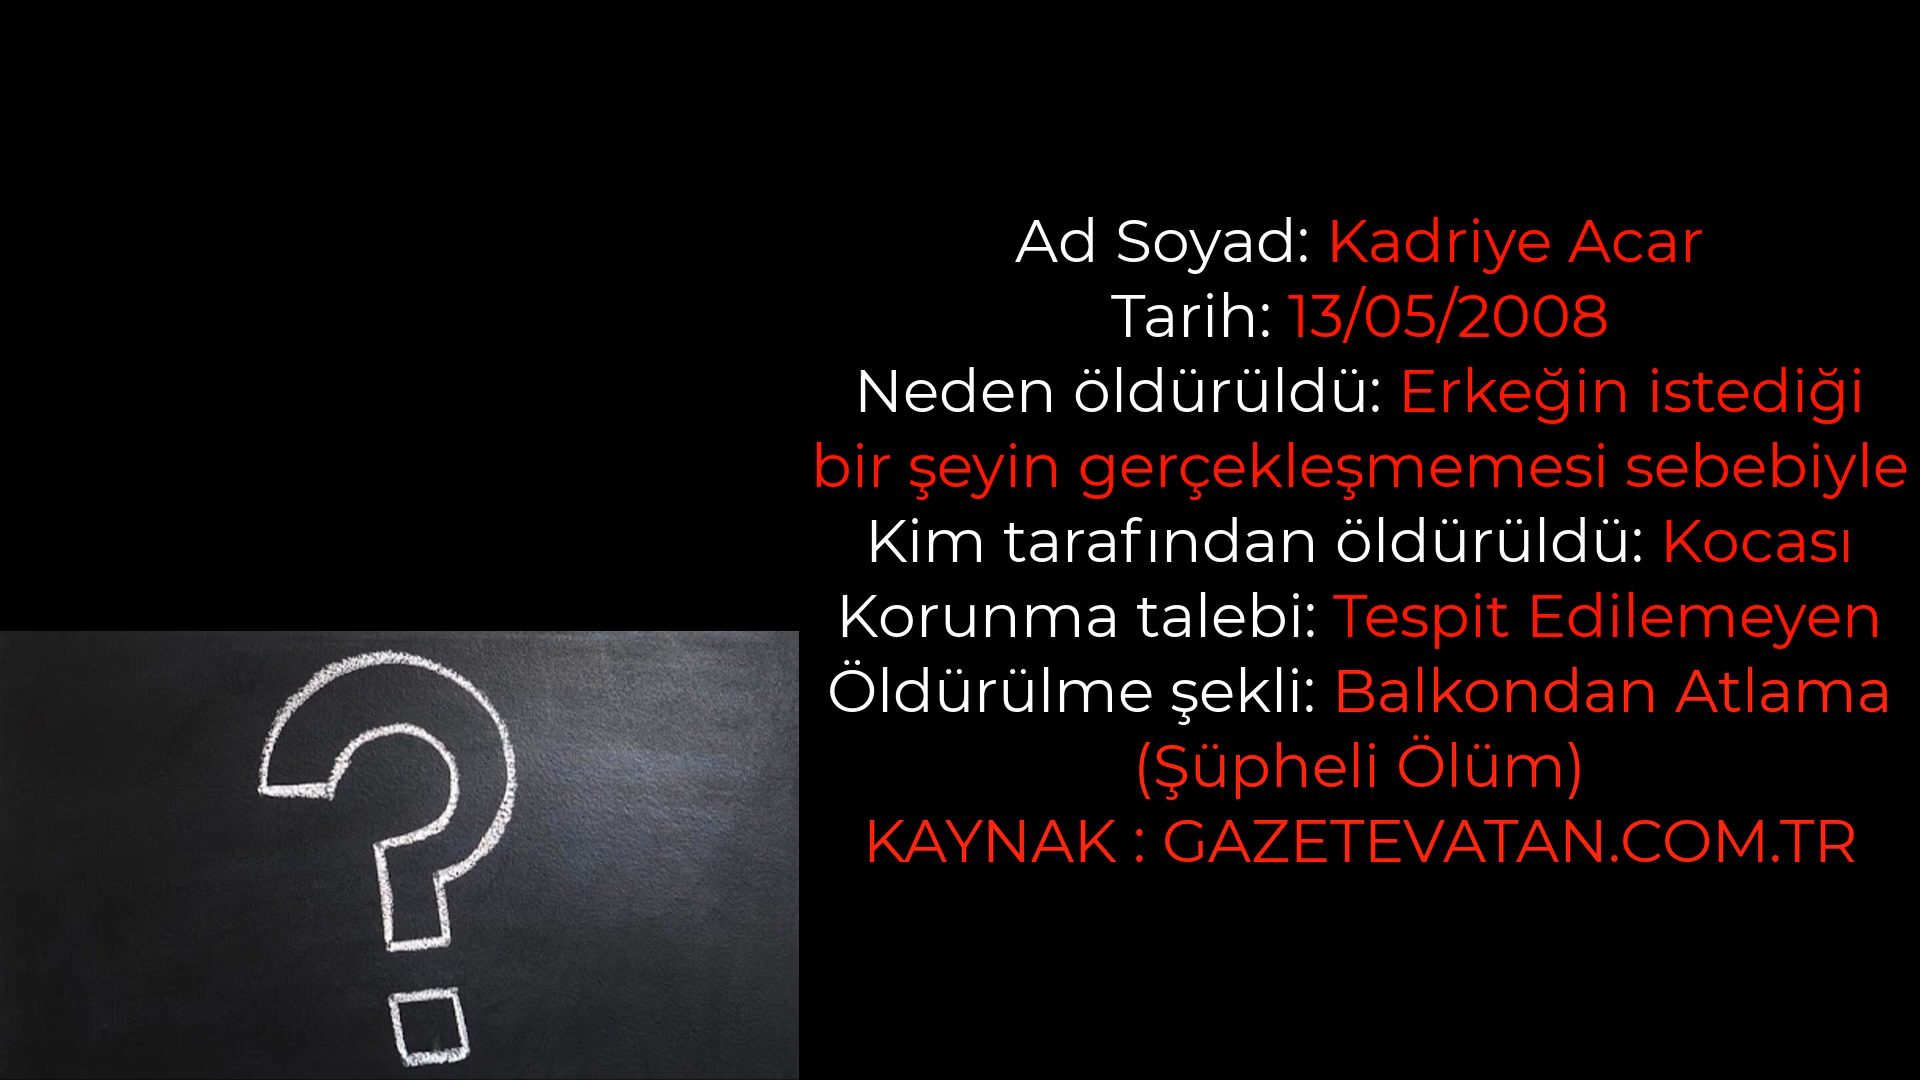 Ad Soyad: Kadriye Acar
Tarih: 13/05/2008
Neden öldürüldü: Erkeğin istediği
bir şeyin gerçekleşmemesi sebebiyle
Kim tarafından öldürüldü: Kocası
Korunma talebi: Tespit Edilemeyen
Öldürülme şekli: Balkondan Atlama
(Şüpheli Ölüm)
KAYNAK : GAZETEVATAN.COM.TR
?